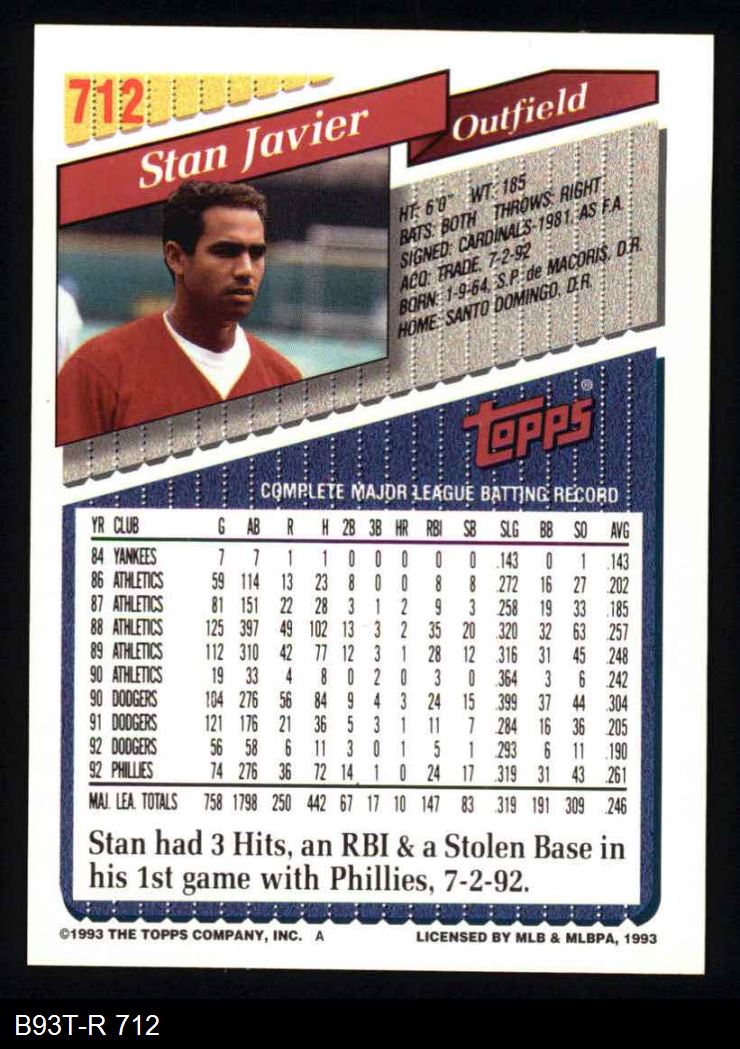 712
Stan Javier
Outfield
HT: 6'0" WT: 185
BATS: BOTH THROWS: RIGHT
SIGNED: CARDINALS-1981, AS F.A.
ACQ: TRADE, 7-2-92
BORN: 1-9-64, S.P. de MACORIS, D.R.
HOME: SANTO DOMINGO, D.R.
topps®
COMPLETE MAJOR LEAGUE BATTING RECORD
YR CLUB G AB R H 2B 3B HR RBI SB SLG BB SO AVG
84 YANKEES 7 7 1 1 0 0 0 0 0 .143 0 1 .143
86 ATHLETICS 59 114 13 23 8 0 0 8 8 .272 16 27 .202
87 ATHLETICS 81 151 22 28 3 1 2 9 3 .258 19 33 .185
88 ATHLETICS 125 397 49 102 13 3 2 35 20 .320 32 63 .257
89 ATHLETICS 112 310 42 77 12 3 1 28 12 .316 31 45 .248
90 ATHLETICS 19 33 4 8 0 2 0 3 0 .364 3 6 .242
90 DODGERS 104 276 56 84 9 4 3 24 15 .399 37 44 .304
91 DODGERS 121 176 21 36 5 3 1 11 7 .284 16 36 .205
92 DODGERS 56 58 6 11 3 0 1 5 1 .293 6 11 .190
92 PHILLIES 74 276 36 72 14 1 0 24 17 .319 31 43 .261
MAJ. LEA. TOTALS 758 1798 250 442 67 17 10 147 83 .319 191 309 .246
Stan had 3 Hits, an RBI & a Stolen Base in
his 1st game with Phillies, 7-2-92.
©1993 THE TOPPS COMPANY, INC. A LICENSED BY MLB & MLBPA, 1993
B93T-R 712